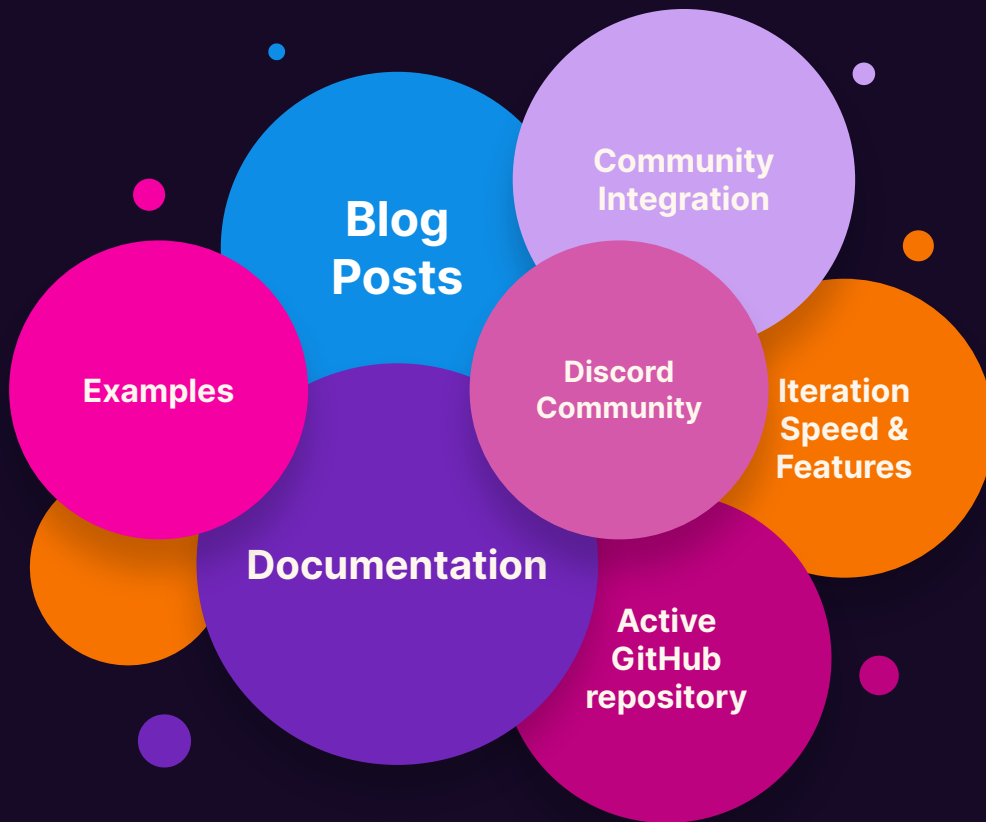 Blog
Posts
Community
Integration
Examples
Discord
Community
Iteration
Speed &
Features
Documentation
Active
GitHub
repository